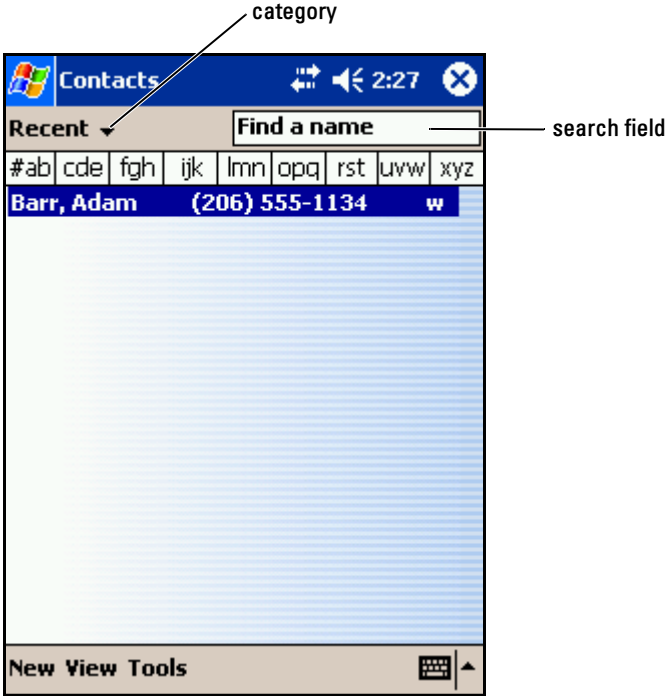 category
Contacts 2:27
Recent Find a name
search field
#ab cde fgh ijk lmn opq rst uvw xyz
Barr, Adam (206) 555-1134 w
New View Tools